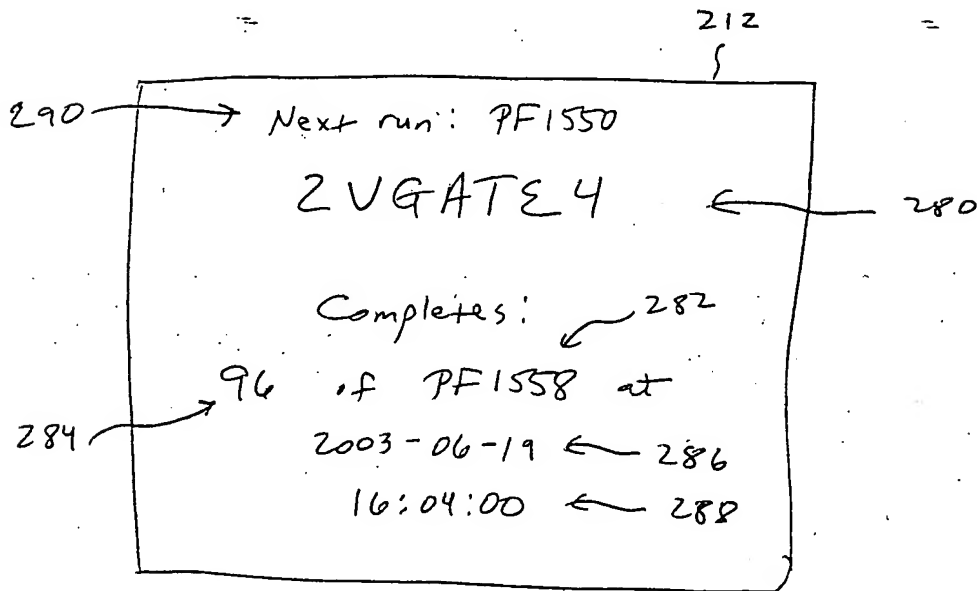 212
290 Next run: PF1550
2VGATE4 280
Completes: 282
96 of PF1558 at
284
2003-06-19 286
16:04:00 288